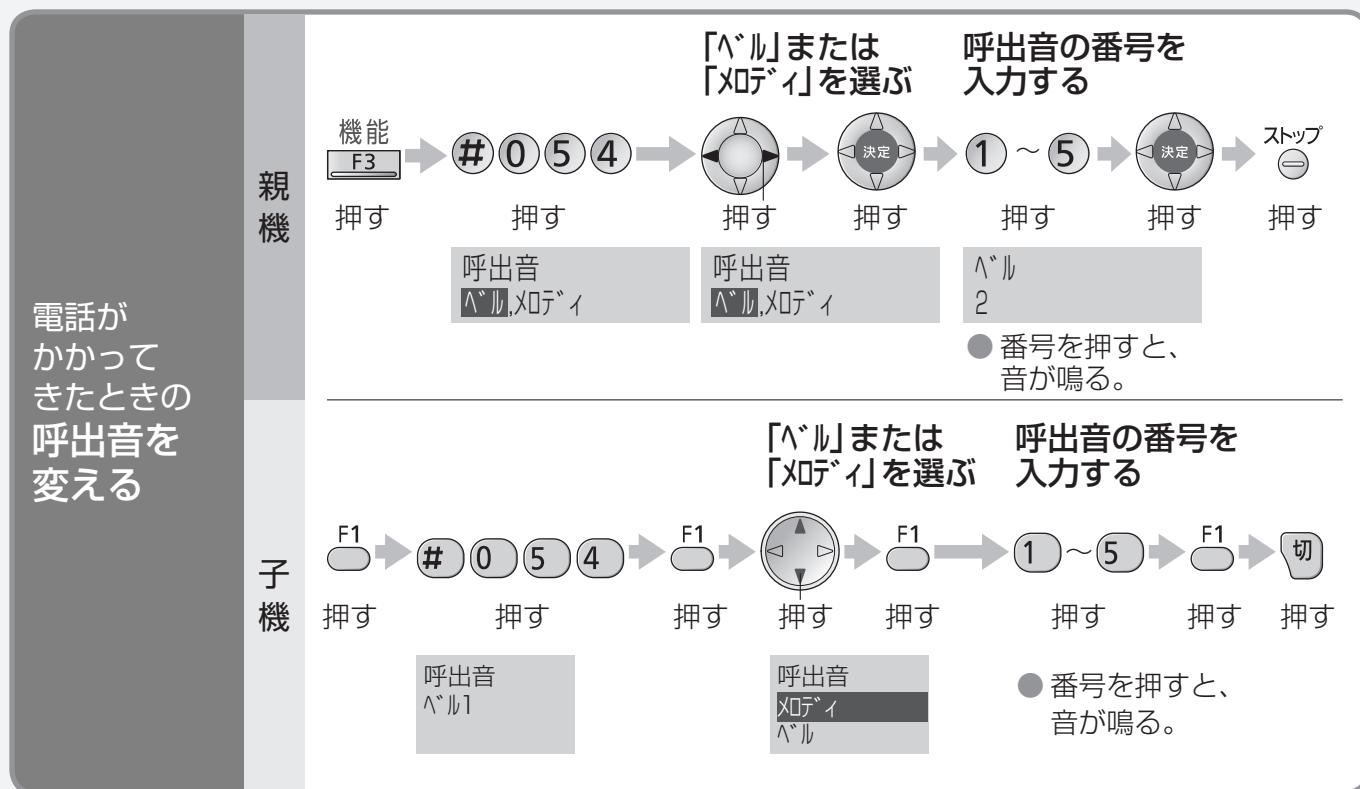 電話が
かかって
きたときの
呼出音を
変える
親機
「ﾍﾞﾙ」または
「ﾒﾛﾃﾞｨ」を選ぶ
呼出音の番号を
入力する
機能
F3
# 0 5 4
決定
1 ～ 5
決定
ストップ
押す 押す 押す 押す 押す 押す 押す
呼出音
ﾍﾞﾙ,ﾒﾛﾃﾞｨ
呼出音
ﾍﾞﾙ,ﾒﾛﾃﾞｨ
ﾍﾞﾙ
2
● 番号を押すと、
音が鳴る。
子機
「ﾍﾞﾙ」または
「ﾒﾛﾃﾞｨ」を選ぶ
呼出音の番号を
入力する
F1
# 0 5 4
F1
F1
1 ～ 5
F1
切
押す 押す 押す 押す 押す 押す 押す 押す
呼出音
ﾍﾞﾙ1
呼出音
ﾒﾛﾃﾞｨ
ﾍﾞﾙ
● 番号を押すと、
音が鳴る。